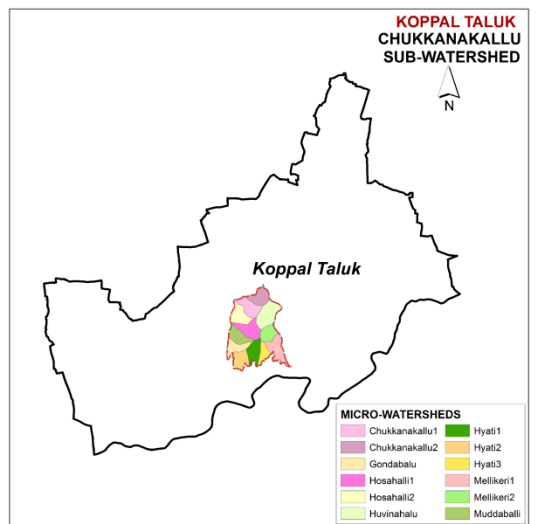 KOPPAL TALUK
CHUKKANAKALLU
SUB-WATERSHED
N
Koppal Taluk
MICRO-WATERSHEDS
Chukkanakallu1
Chukkanakallu2
Gondabalu
Hosahalli1
Hosahalli2
Huvinahalu
Hyati1
Hyati2
Hyati3
Mellikeri1
Mellikeri2
Muddaballi